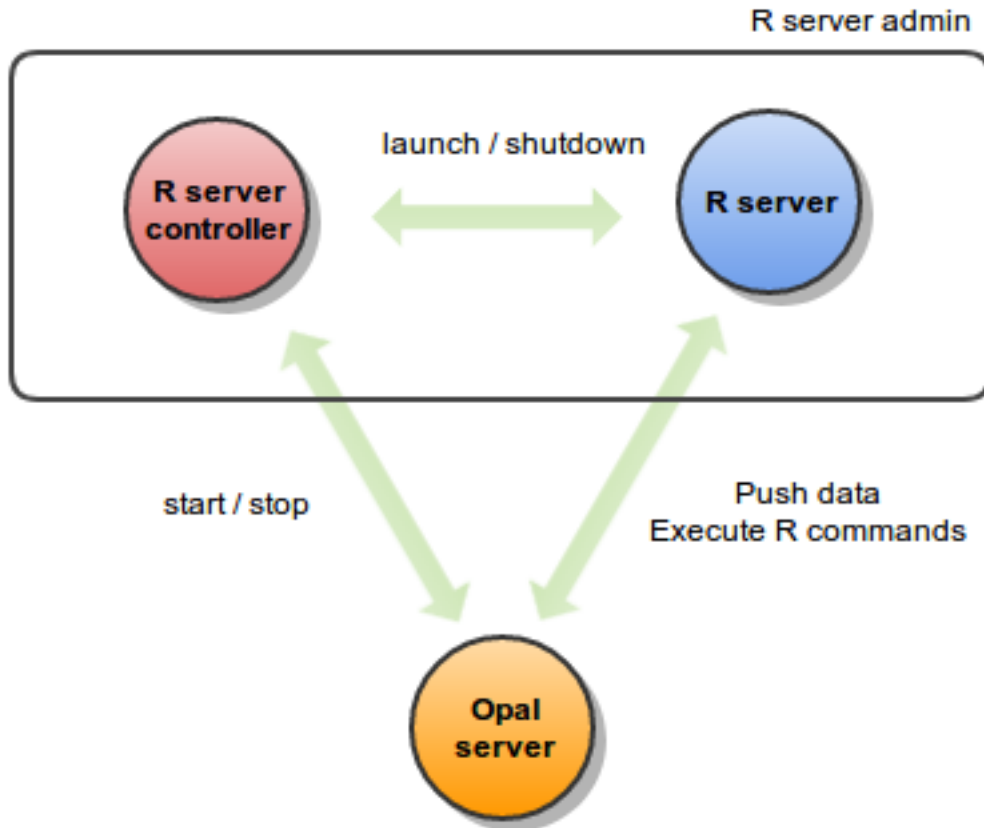 R server admin
launch / shutdown
R server
controller
R server
start / stop
Push data
Execute R commands
Opal
server